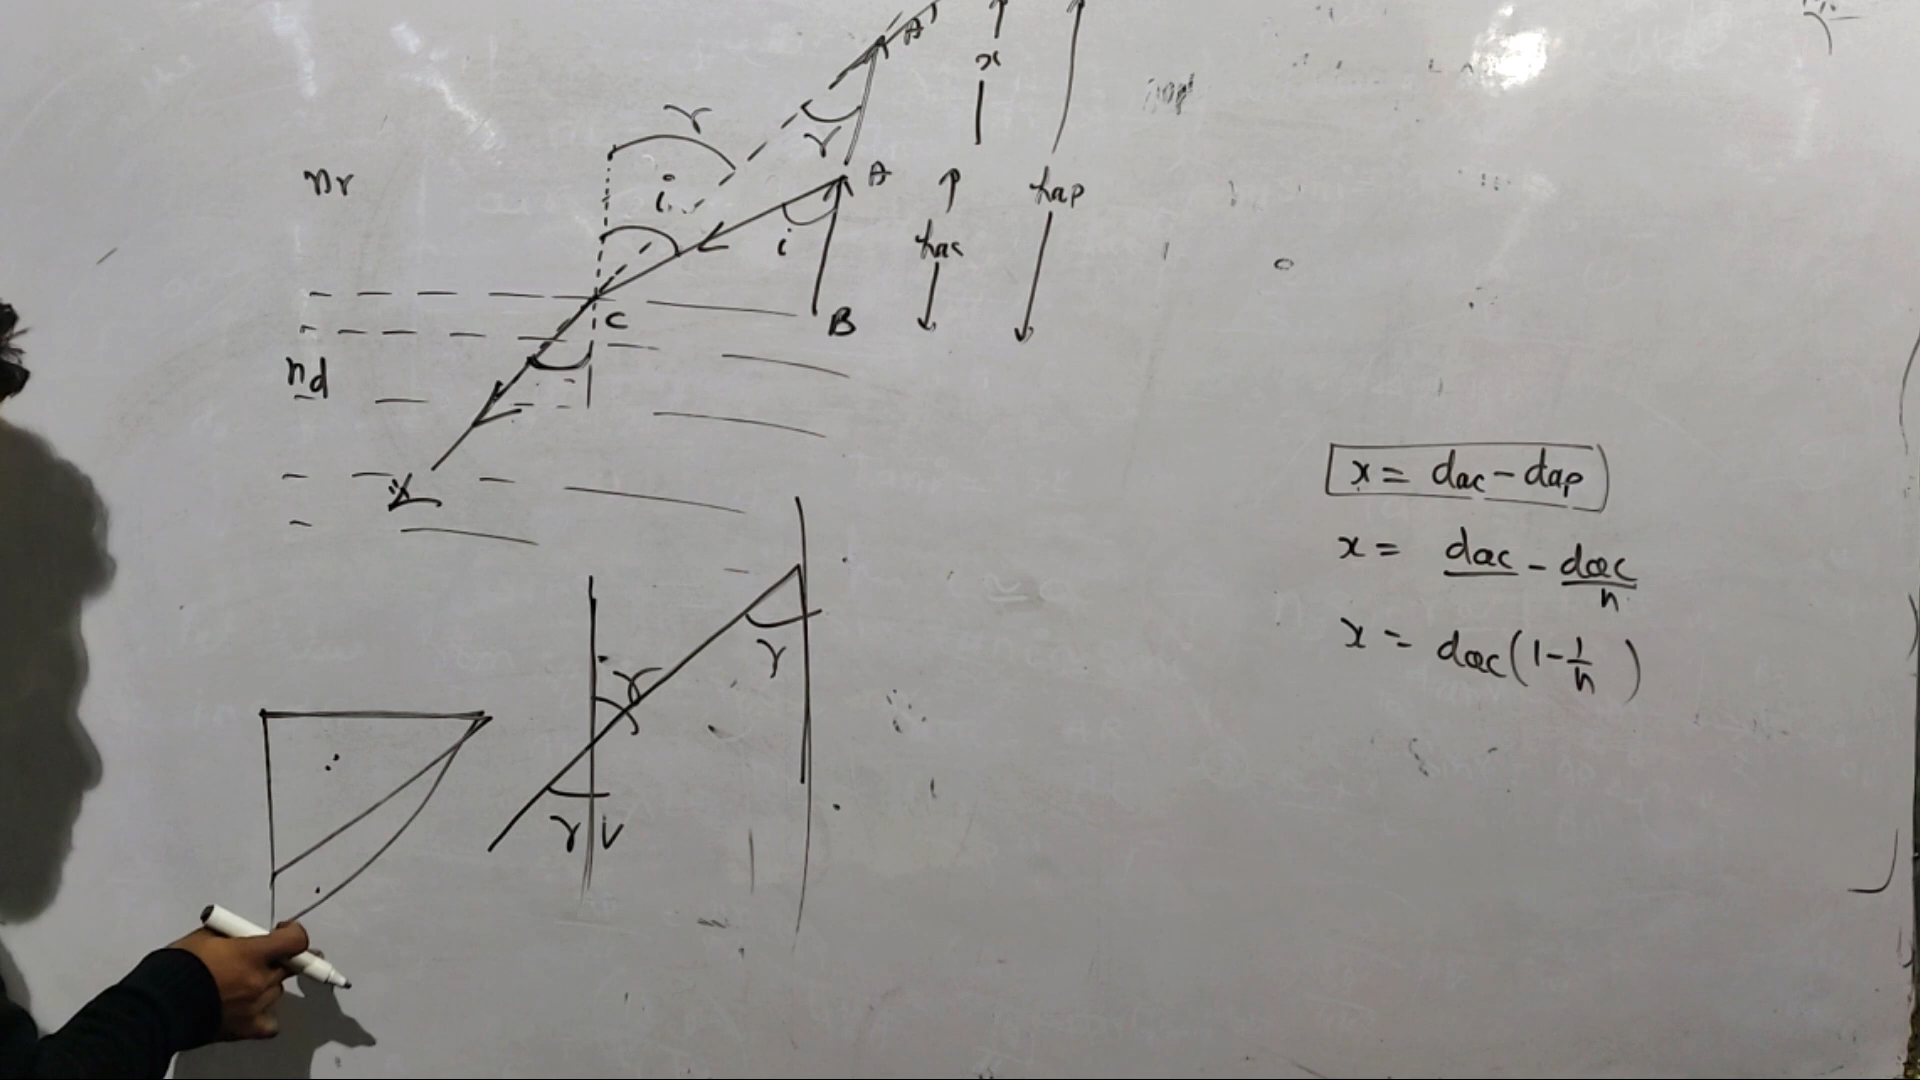 A'
x
r
r
nr
i
A
hap
i
hac
C
B
nd
x = dac - dap
x = dac - dac/n
x = dac(1 - 1/n)
r
r
r